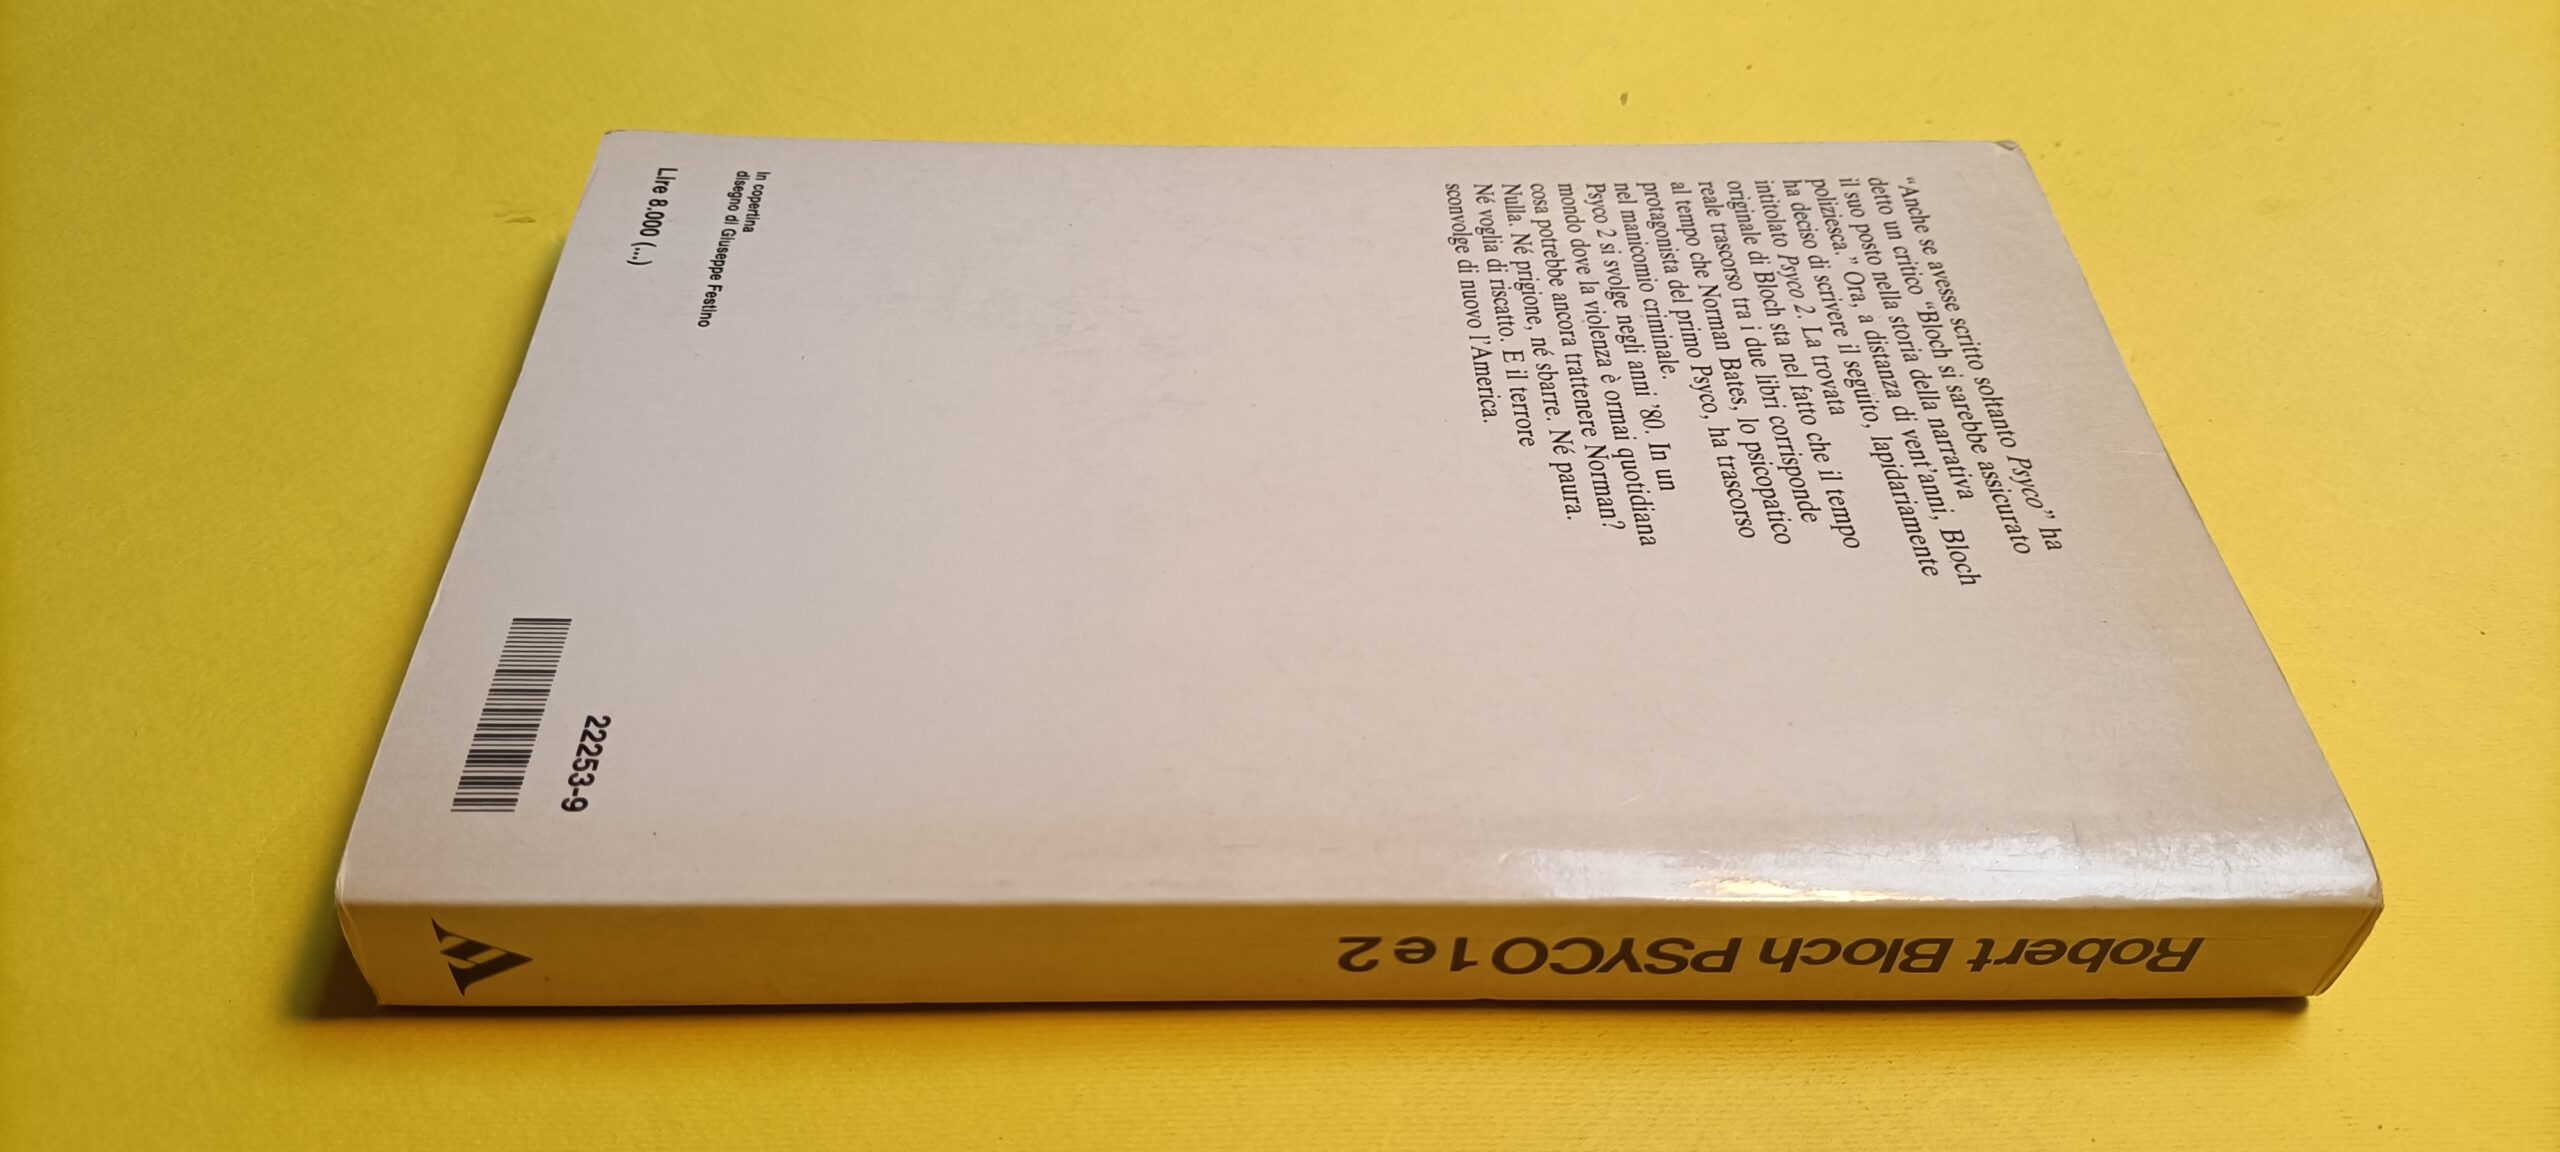 “Anche se avesse scritto soltanto Psyco” ha
detto un critico “Bloch si sarebbe assicurato
il suo posto nella storia della narrativa
poliziesca.” Ora, a distanza di vent’anni, Bloch
ha deciso di scrivere il seguito, lapidariamente
intitolato Psyco 2. La trovata
originale di Bloch sta nel fatto che il tempo
reale trascorso tra i due libri corrisponde
al tempo che Norman Bates, lo psicopatico
protagonista del primo Psyco, ha trascorso
nel manicomio criminale.
Psyco 2 si svolge negli anni ’80. In un
mondo dove la violenza è ormai quotidiana
cosa potrebbe ancora trattenere Norman?
Nulla. Né prigione, né sbarre. Né paura.
Né voglia di riscatto. E il terrore
sconvolge di nuovo l’America.
In copertina
disegno di Giuseppe Festino
Lire 8.000 (...)
22253-9
Robert Bloch PSYCO 1 e 2